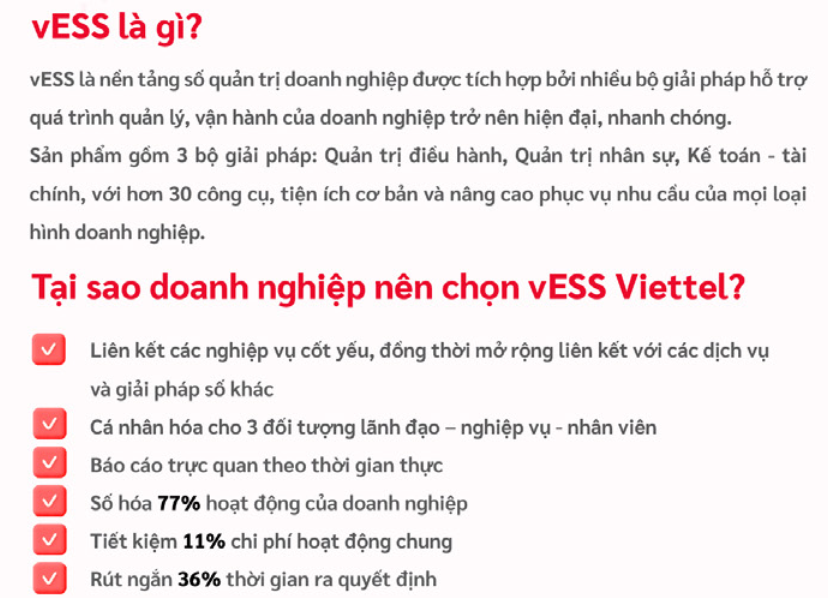 vESS là gì?
vESS là nền tảng số quản trị doanh nghiệp được tích hợp bởi nhiều bộ giải pháp hỗ trợ
quá trình quản lý, vận hành của doanh nghiệp trở nên hiện đại, nhanh chóng.
Sản phẩm gồm 3 bộ giải pháp: Quản trị điều hành, Quản trị nhân sự, Kế toán - tài
chính, với hơn 30 công cụ, tiện ích cơ bản và nâng cao phục vụ nhu cầu của mọi loại
hình doanh nghiệp.
Tại sao doanh nghiệp nên chọn vESS Viettel?
Liên kết các nghiệp vụ cốt yếu, đồng thời mở rộng liên kết với các dịch vụ
và giải pháp số khác
Cá nhân hóa cho 3 đối tượng lãnh đạo – nghiệp vụ - nhân viên
Báo cáo trực quan theo thời gian thực
Số hóa 77% hoạt động của doanh nghiệp
Tiết kiệm 11% chi phí hoạt động chung
Rút ngắn 36% thời gian ra quyết định